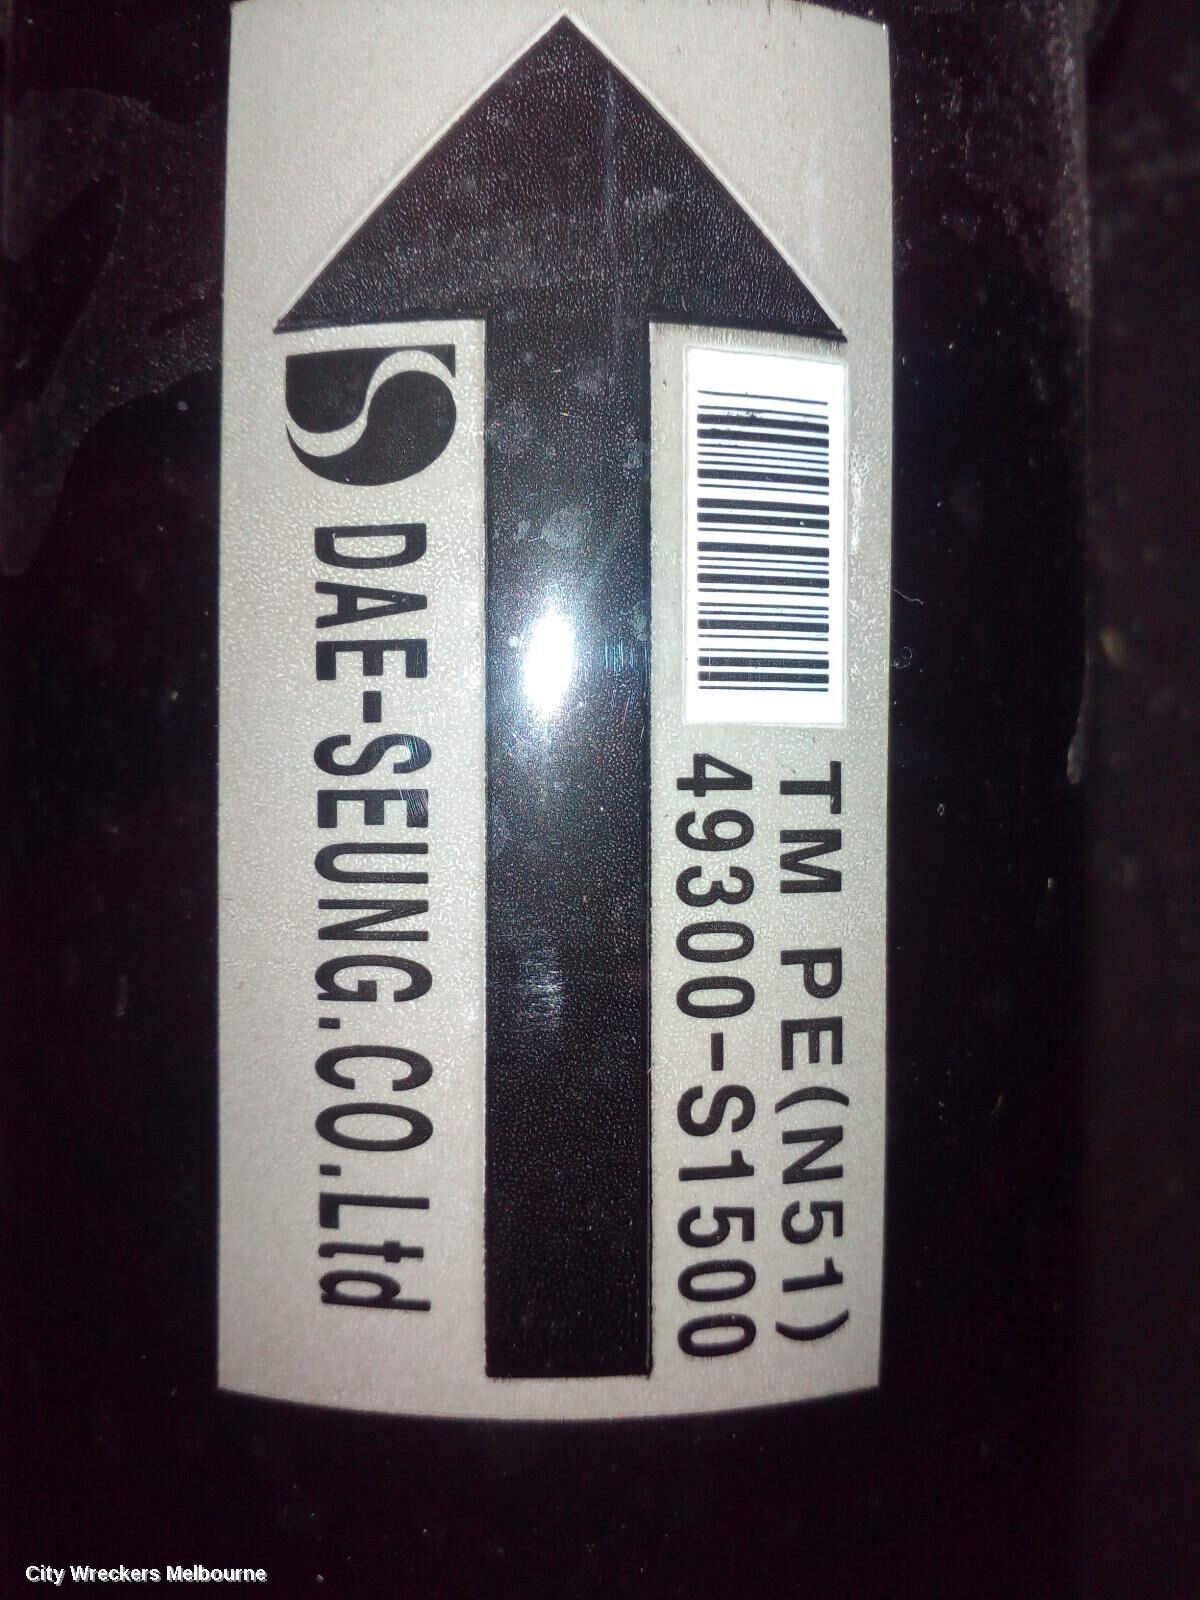 TM PE(N51)
49300-S1500
DAE-SEUNG.CO.Ltd
City Wreckers Melbourne